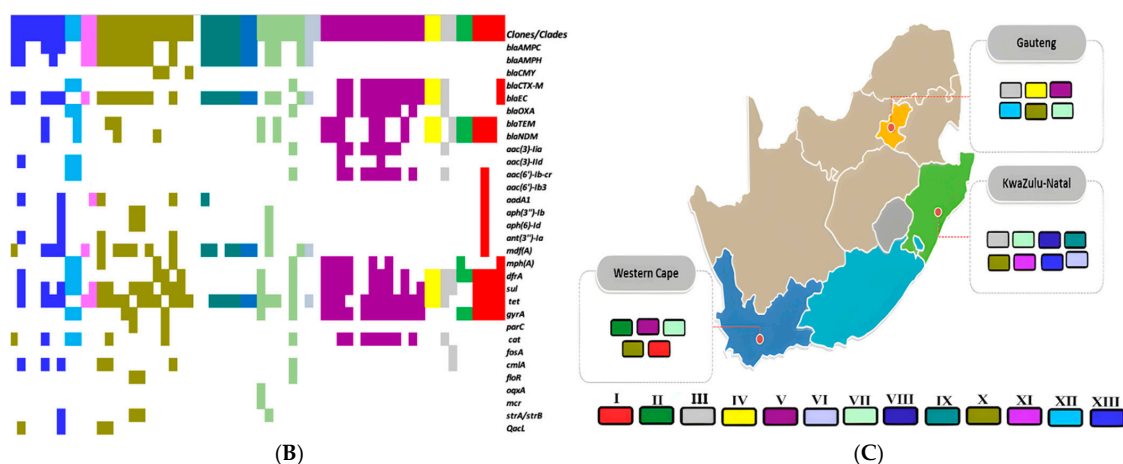 Clones/Clades
blaAMPC
blaAMPH
blaCMY
blaCTX-M
blaEC
blaOXA
blaTEM
blaNDM
aac(3)-Iia
aac(3)-IId
aac(6')-Ib-cr
aac(6')-Ib3
aadA1
aph(3")-Ib
aph(6)-Id
ant(3")-Ia
mdf(A)
mph(A)
dfrA
sul
tet
gyrA
parC
cat
fosA
cmlA
floR
oqxA
mcr
strA/strB
QacL
(B)
Gauteng
KwaZulu-Natal
Western Cape
I II III IV V VI VII VIII IX X XI XII XIII
(C)